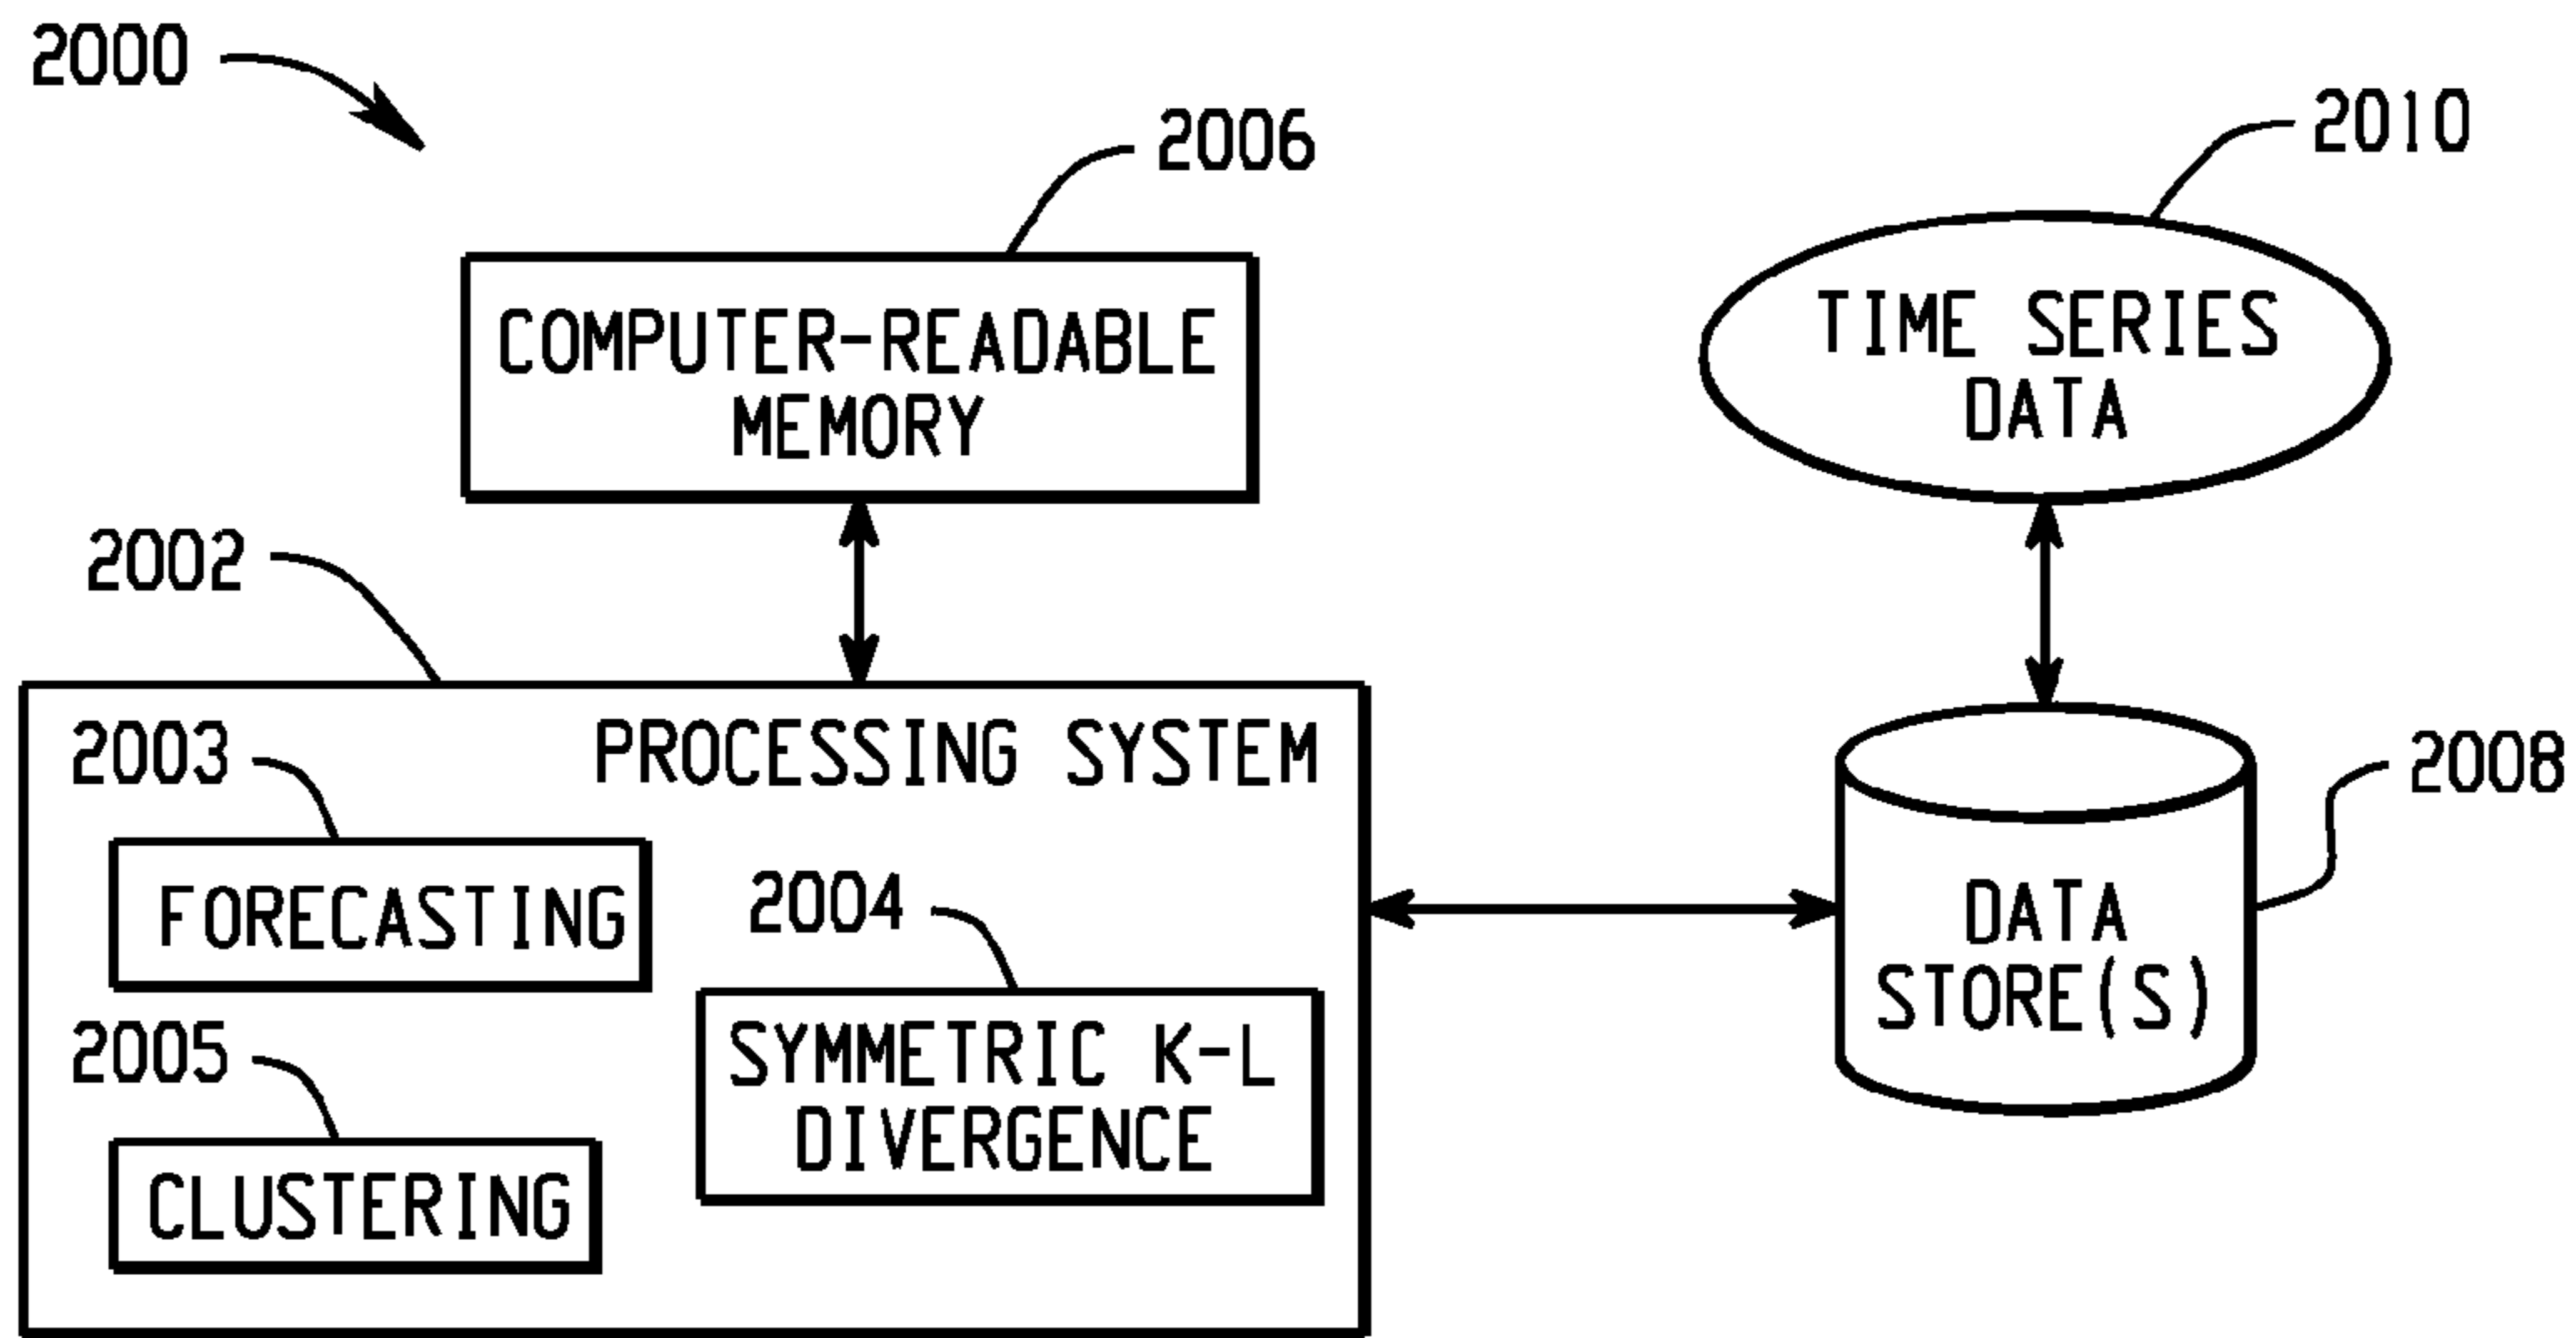 2000
2006
2010
COMPUTER-READABLE
MEMORY
TIME SERIES
DATA
2002
PROCESSING SYSTEM
2003
FORECASTING
2004
SYMMETRIC K-L
DIVERGENCE
2005
CLUSTERING
2008
DATA
STORE(S)